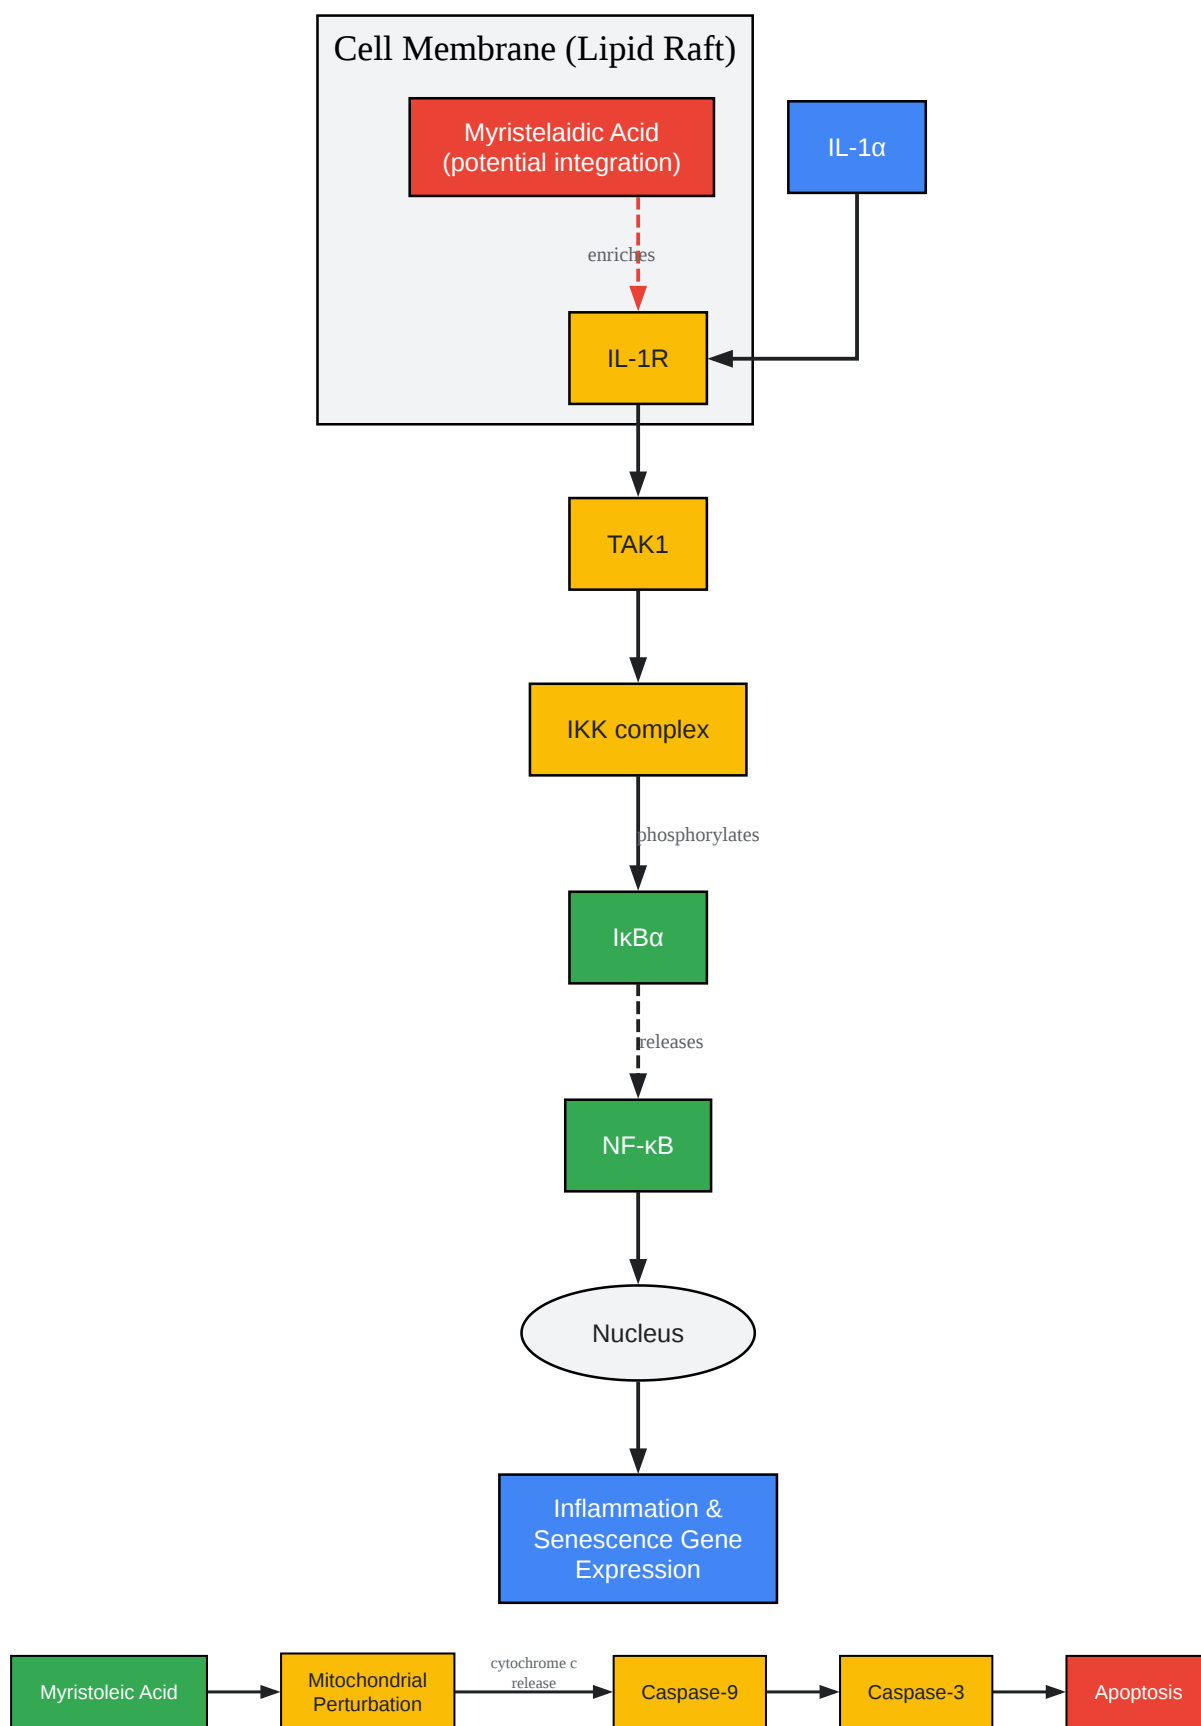 Cell Membrane (Lipid Raft)
Myristelaidic Acid
(potential integration)
IL-1α
enriches
IL-1R
TAK1
IKK complex
phosphorylates
IκBα
releases
NF-κB
Nucleus
Inflammation &
Senescence Gene
Expression
Myristoleic Acid
Mitochondrial
Perturbation
cytochrome c
release
Caspase-9
Caspase-3
Apoptosis